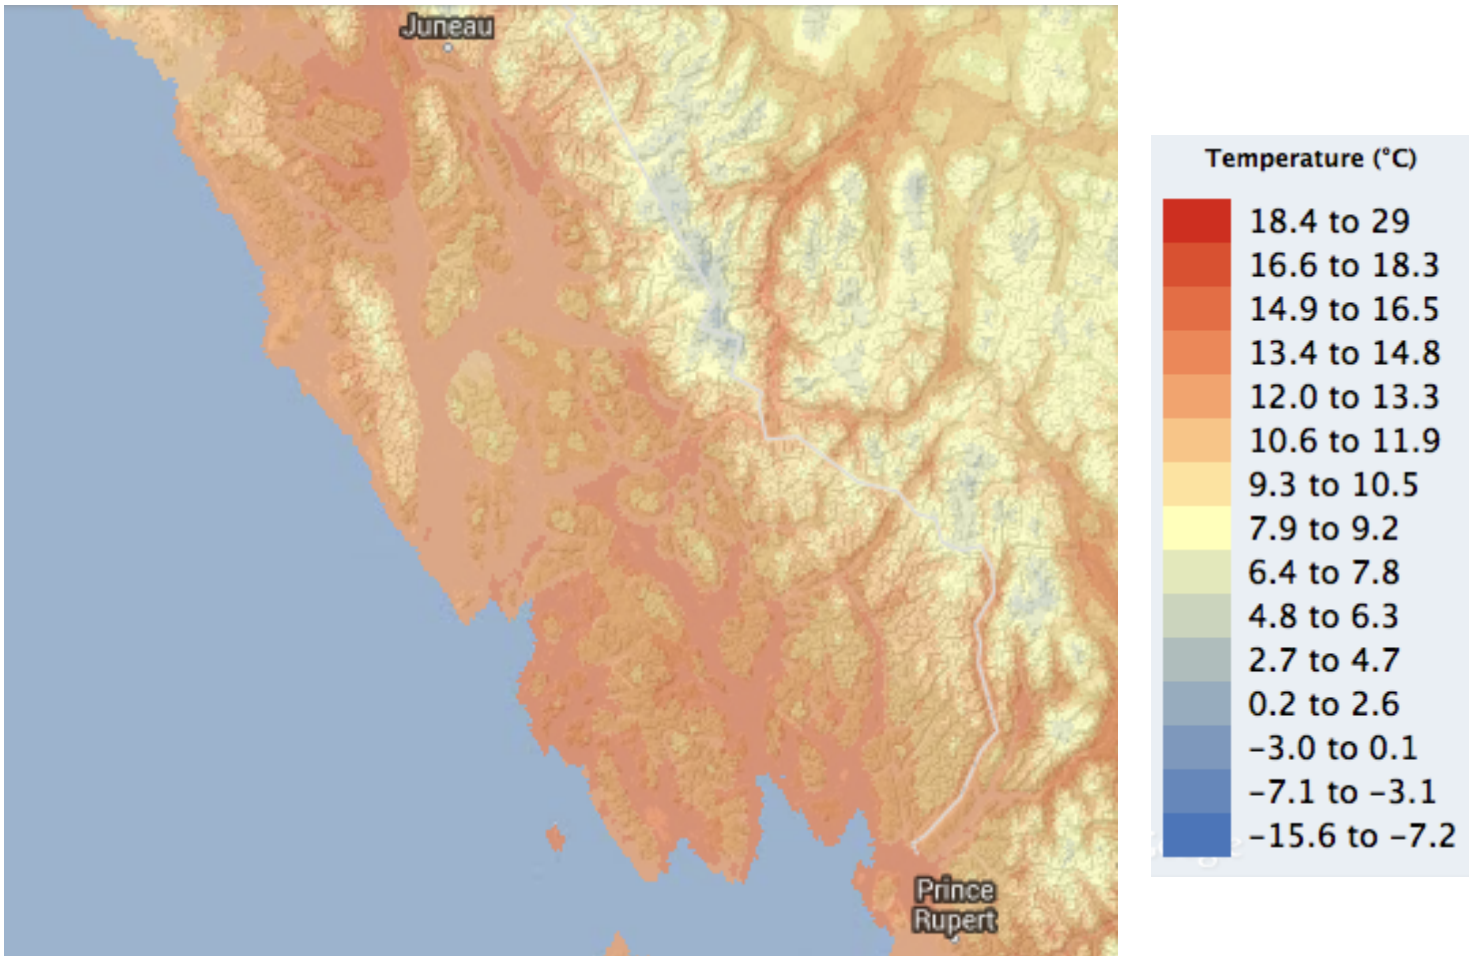 Juneau
Prince
Rupert
Temperature (°C)
18.4 to 29
16.6 to 18.3
14.9 to 16.5
13.4 to 14.8
12.0 to 13.3
10.6 to 11.9
9.3 to 10.5
7.9 to 9.2
6.4 to 7.8
4.8 to 6.3
2.7 to 4.7
0.2 to 2.6
−3.0 to 0.1
−7.1 to −3.1
−15.6 to −7.2